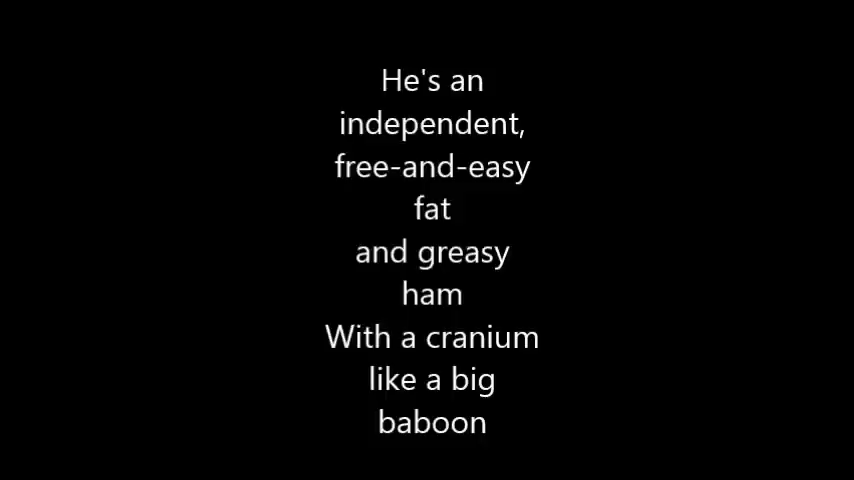 He's an
independent,
free-and-easy
fat
and greasy
ham
With a cranium
like a big
baboon